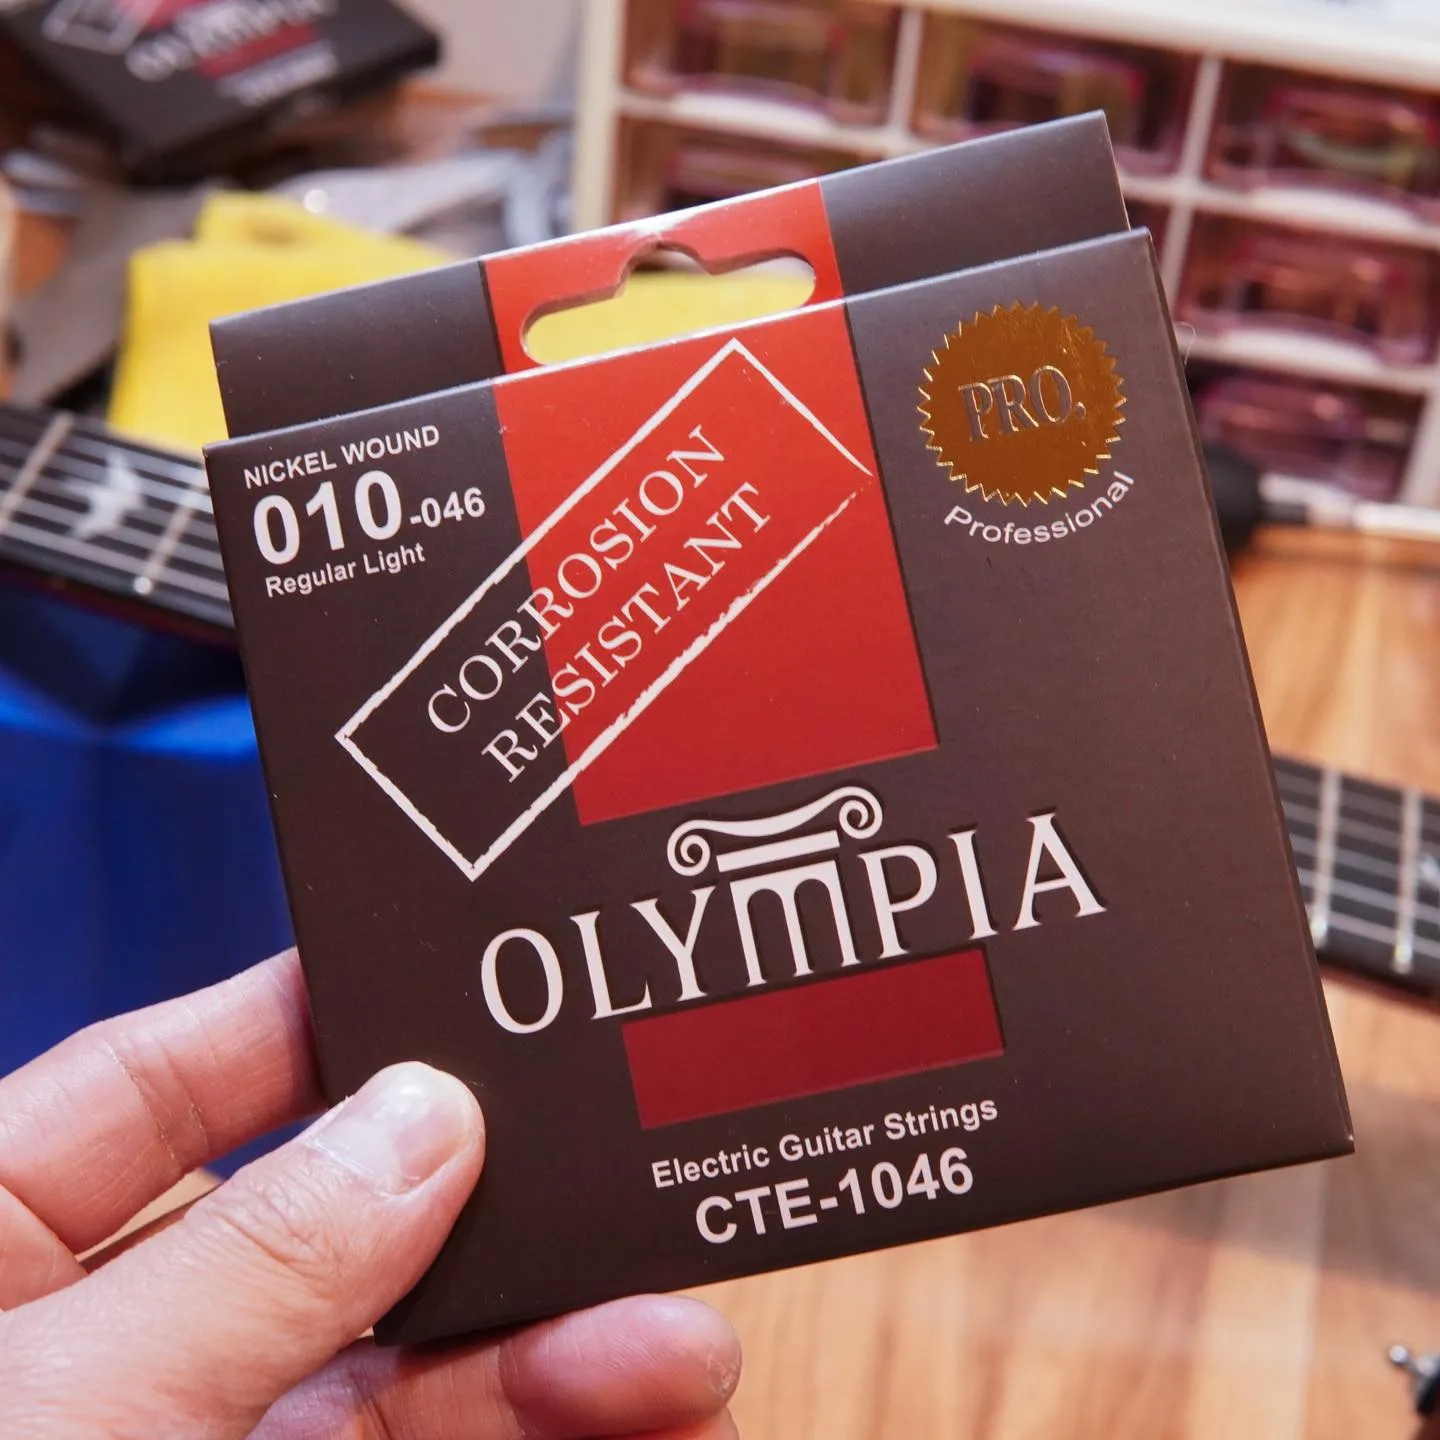 NICKEL WOUND
010-046
Regular Light
CORROSION
RESISTANT
PRO.
Professional
OLYMPIA
Electric Guitar Strings
CTE-1046